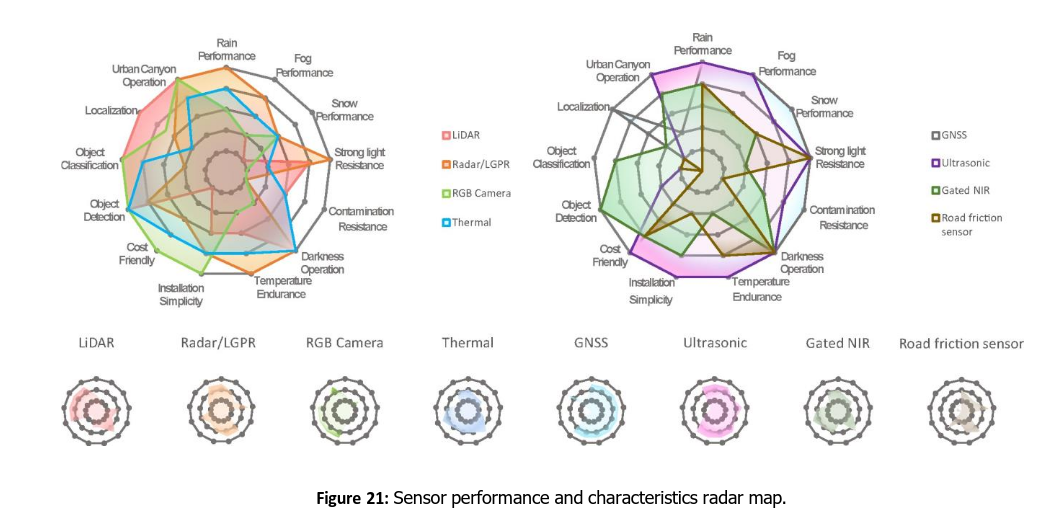 Rain
Performance
Fog
Performance
Snow
Performance
Strong light
Resistance
Contamination
Resistance
Darkness
Operation
Temperature
Endurance
Installation
Simplicity
Cost
Friendly
Object
Detection
Object
Classification
Localization
Urban Canyon
Operation
LiDAR
Radar/LGPR
RGB Camera
Thermal
Rain
Performance
Fog
Performance
Snow
Performance
Strong light
Resistance
Contamination
Resistance
Darkness
Operation
Temperature
Endurance
Installation
Simplicity
Cost
Friendly
Object
Detection
Object
Classification
Localization
Urban Canyon
Operation
GNSS
Ultrasonic
Gated NIR
Road friction
sensor
LiDAR
Radar/LGPR
RGB Camera
Thermal
GNSS
Ultrasonic
Gated NIR
Road friction sensor
Figure 21: Sensor performance and characteristics radar map.